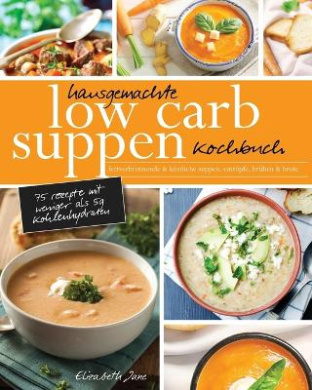 hausgemachte
low carb
suppen kochbuch
fettverbrennende & köstliche suppen, eintöpfe, brühen & brote
75 rezepte mit
weniger als 5g
kohlenhydraten
Elizabeth Jane